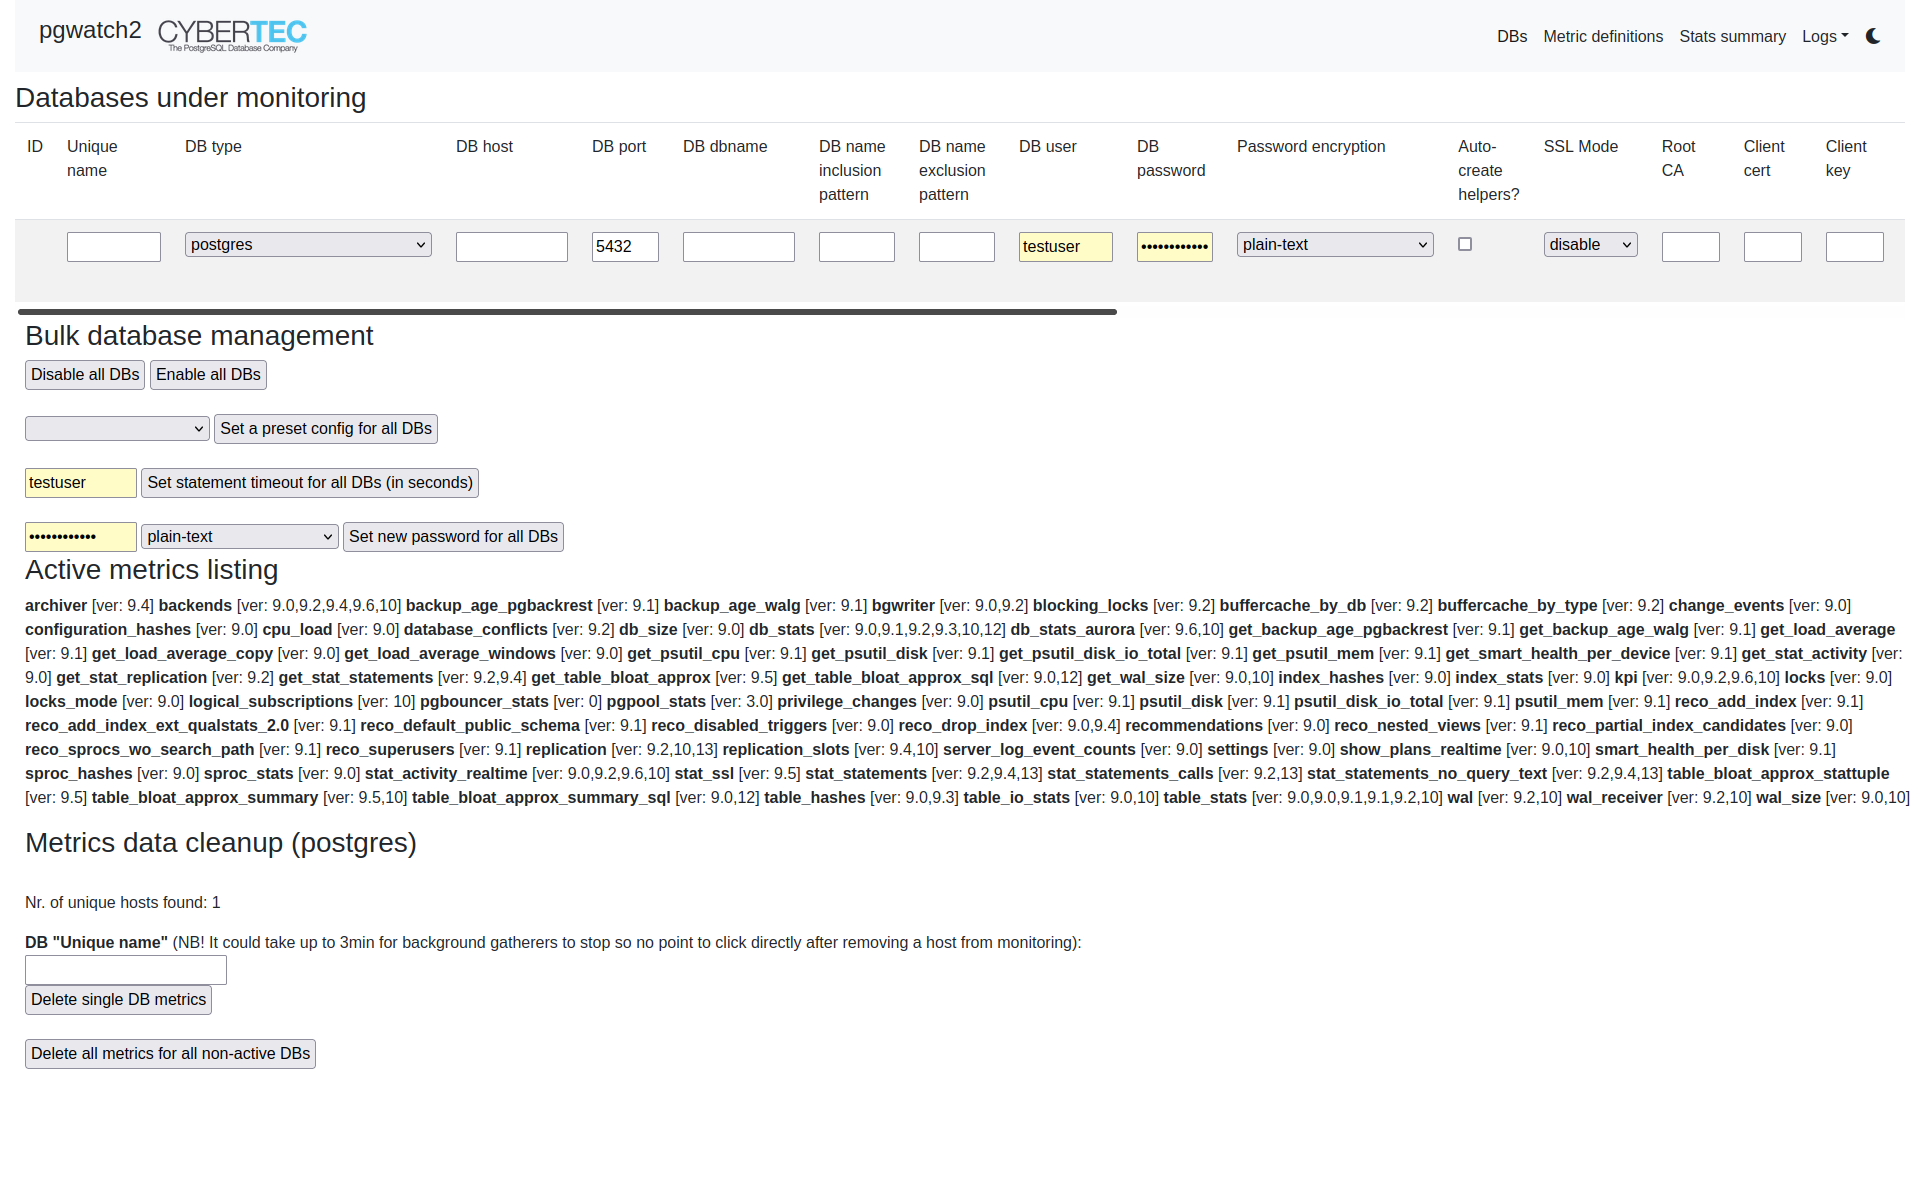 pgwatch2 CYBERTEC The PostgreSQL Database Company
DBs Metric definitions Stats summary Logs
Databases under monitoring
ID Unique name DB type DB host DB port DB dbname DB name inclusion pattern DB name exclusion pattern DB user DB password Password encryption Auto-create helpers? SSL Mode Root CA Client cert Client key
postgres 5432 testuser •••••••••••• plain-text disable
Bulk database management
Disable all DBs Enable all DBs
Set a preset config for all DBs
testuser Set statement timeout for all DBs (in seconds)
•••••••••••• plain-text Set new password for all DBs
Active metrics listing
archiver [ver: 9.4] backends [ver: 9.0,9.2,9.4,9.6,10] backup_age_pgbackrest [ver: 9.1] backup_age_walg [ver: 9.1] bgwriter [ver: 9.0,9.2] blocking_locks [ver: 9.2] buffercache_by_db [ver: 9.2] buffercache_by_type [ver: 9.2] change_events [ver: 9.0]
configuration_hashes [ver: 9.0] cpu_load [ver: 9.0] database_conflicts [ver: 9.2] db_size [ver: 9.0] db_stats [ver: 9.0,9.1,9.2,9.3,10,12] db_stats_aurora [ver: 9.6,10] get_backup_age_pgbackrest [ver: 9.1] get_backup_age_walg [ver: 9.1] get_load_average
[ver: 9.1] get_load_average_copy [ver: 9.0] get_load_average_windows [ver: 9.0] get_psutil_cpu [ver: 9.1] get_psutil_disk [ver: 9.1] get_psutil_disk_io_total [ver: 9.1] get_psutil_mem [ver: 9.1] get_smart_health_per_device [ver: 9.1] get_stat_activity [ver:
9.0] get_stat_replication [ver: 9.2] get_stat_statements [ver: 9.2,9.4] get_table_bloat_approx [ver: 9.5] get_table_bloat_approx_sql [ver: 9.0,12] get_wal_size [ver: 9.0,10] index_hashes [ver: 9.0] index_stats [ver: 9.0] kpi [ver: 9.0,9.2,9.6,10] locks [ver: 9.0]
locks_mode [ver: 9.0] logical_subscriptions [ver: 10] pgbouncer_stats [ver: 0] pgpool_stats [ver: 3.0] privilege_changes [ver: 9.0] psutil_cpu [ver: 9.1] psutil_disk [ver: 9.1] psutil_disk_io_total [ver: 9.1] psutil_mem [ver: 9.1] reco_add_index [ver: 9.1]
reco_add_index_ext_qualstats_2.0 [ver: 9.1] reco_default_public_schema [ver: 9.1] reco_disabled_triggers [ver: 9.0] reco_drop_index [ver: 9.0,9.4] recommendations [ver: 9.0] reco_nested_views [ver: 9.1] reco_partial_index_candidates [ver: 9.0]
reco_sprocs_wo_search_path [ver: 9.1] reco_superusers [ver: 9.1] replication [ver: 9.2,10,13] replication_slots [ver: 9.4,10] server_log_event_counts [ver: 9.0] settings [ver: 9.0] show_plans_realtime [ver: 9.0,10] smart_health_per_disk [ver: 9.1]
sproc_hashes [ver: 9.0] sproc_stats [ver: 9.0] stat_activity_realtime [ver: 9.0,9.2,9.6,10] stat_ssl [ver: 9.5] stat_statements [ver: 9.2,9.4,13] stat_statements_calls [ver: 9.2,13] stat_statements_no_query_text [ver: 9.2,9.4,13] table_bloat_approx_stattuple
[ver: 9.5] table_bloat_approx_summary [ver: 9.5,10] table_bloat_approx_summary_sql [ver: 9.0,12] table_hashes [ver: 9.0,9.3] table_io_stats [ver: 9.0,10] table_stats [ver: 9.0,9.0,9.1,9.1,9.2,10] wal [ver: 9.2,10] wal_receiver [ver: 9.2,10] wal_size [ver: 9.0,10]
Metrics data cleanup (postgres)
Nr. of unique hosts found: 1
DB "Unique name" (NB! It could take up to 3min for background gatherers to stop so no point to click directly after removing a host from monitoring):
Delete single DB metrics
Delete all metrics for all non-active DBs